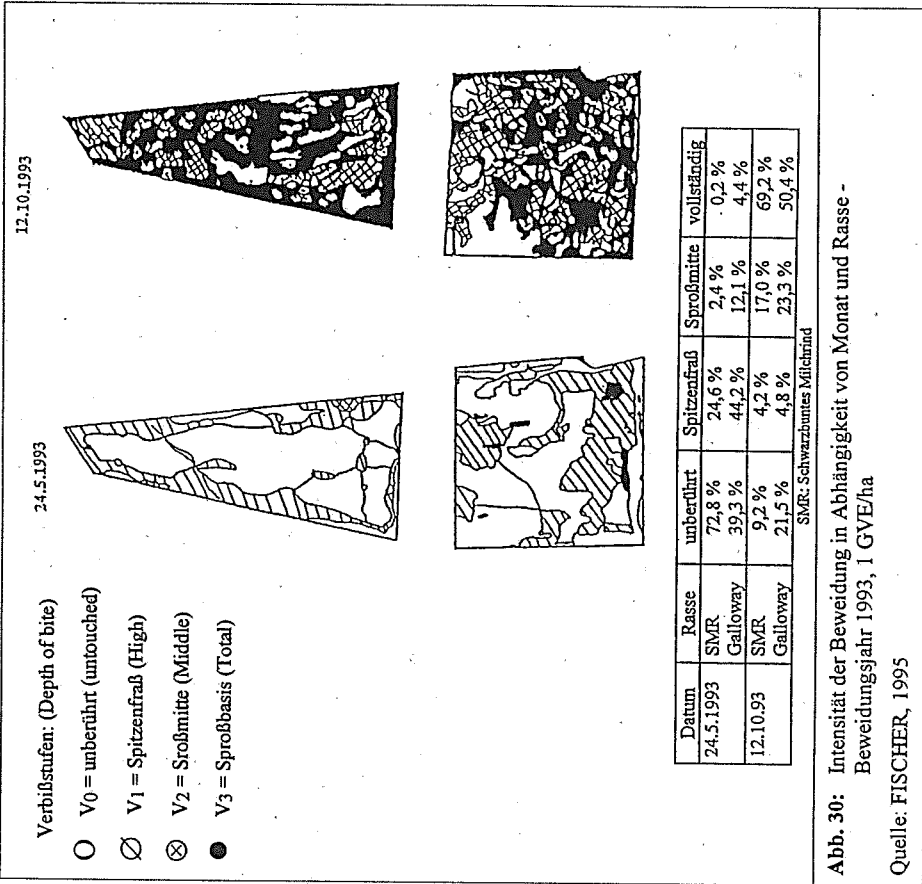 24.5.1993
12.10.1993
Verbißstufen: (Depth of bite)
V0 = unberührt (untouched)
V1 = Spitzenfraß (High)
V2 = Sroßmitte (Middle)
V3 = Sproßbasis (Total)
Datum Rasse unberührt Spitzenfraß Sproßmitte vollständig
24.5.1993 SMR 72,8 % 24,6 % 2,4 % 0,2 %
Galloway 39,3 % 44,2 % 12,1 % 4,4 %
12.10.93 SMR 9,2 % 4,2 % 17,0 % 69,2 %
Galloway 21,5 % 4,8 % 23,3 % 50,4 %
SMR: Schwarzbuntes Milchrind
Abb. 30: Intensität der Beweidung in Abhängigkeit von Monat und Rasse -
Beweidungsjahr 1993, 1 GVE/ha
Quelle: FISCHER, 1995